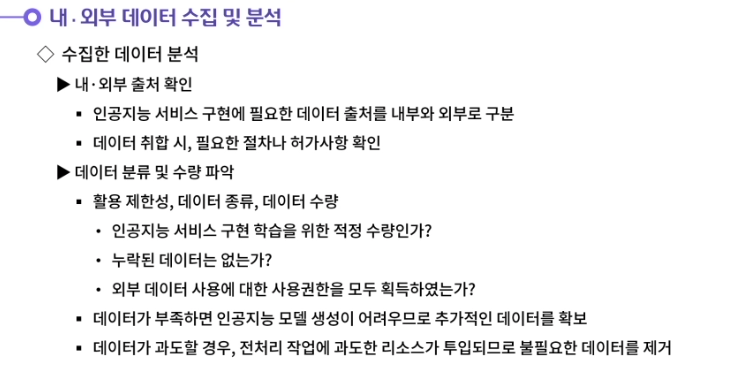 내·외부 데이터 수집 및 분석
◇ 수집한 데이터 분석
▶ 내·외부 출처 확인
▪ 인공지능 서비스 구현에 필요한 데이터 출처를 내부와 외부로 구분
▪ 데이터 취합 시, 필요한 절차나 허가사항 확인
▶ 데이터 분류 및 수량 파악
▪ 활용 제한성, 데이터 종류, 데이터 수량
• 인공지능 서비스 구현 학습을 위한 적정 수량인가?
• 누락된 데이터는 없는가?
• 외부 데이터 사용에 대한 사용권한을 모두 획득하였는가?
▪ 데이터가 부족하면 인공지능 모델 생성이 어려우므로 추가적인 데이터를 확보
▪ 데이터가 과도할 경우, 전처리 작업에 과도한 리소스가 투입되므로 불필요한 데이터를 제거